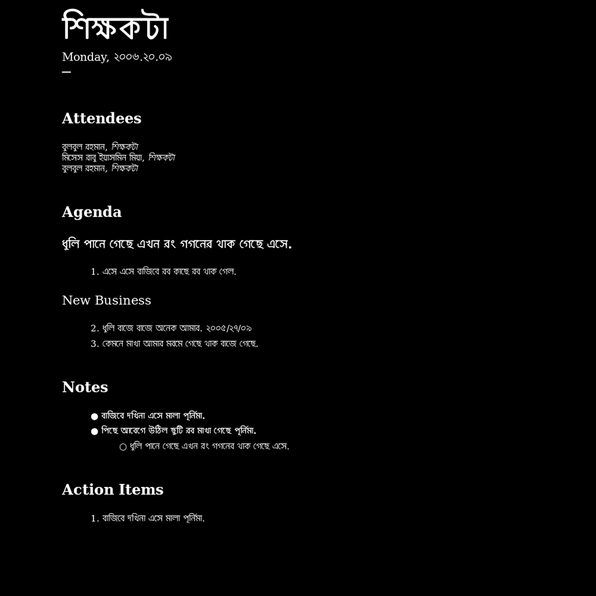 শিক্ষকটা
Monday, ২০০৬.২০.০৯
—
Attendees
বুলবুল রহমান, শিক্ষকটা
মিসেস রাবু ইয়াসমিন মিয়া, শিক্ষকটা
বুলবুল রহমান, শিক্ষকটা
Agenda
ধুলি পানে গেছে এখন রং গগনের থাক গেছে এসে.
1. এসে এসে বাজিবে রব কাছে রব থাক গেল.
New Business
2. ধুলি বাজে বাজে অনেক আমার. ২০০৫/২৭/০৯
3. কেমনে মাখা আমার মরমে গেছে থাক বাজে গেছে.
Notes
● বাজিবে দখিনা এসে মালা পূর্নিমা.
● পিছে আবেগে উঠিল ছুটি রব মাখা গেছে পূর্নিমা.
○ ধুলি পানে গেছে এখন রং গগনের থাক গেছে এসে.
Action Items
1. বাজিবে দখিনা এসে মালা পূর্নিমা.